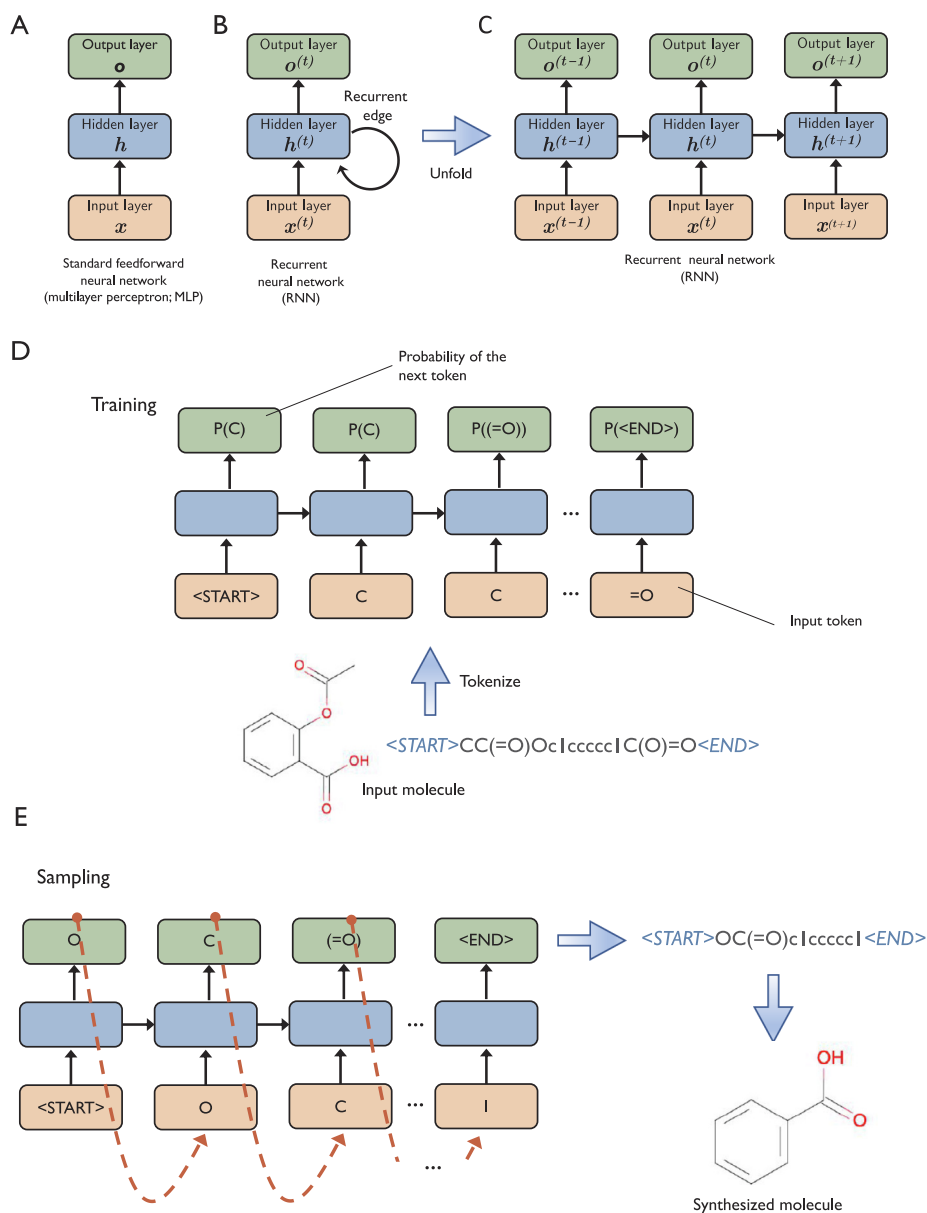 A
Output layer
o
Hidden layer
h
Input layer
x
Standard feedforward
neural network
(multilayer perceptron; MLP)
B
Output layer
o(t)
Hidden layer
h(t)
Input layer
x(t)
Recurrent
edge
Recurrent
neural network
(RNN)
Unfold
C
Output layer
o(t−1)
Output layer
o(t)
Output layer
o(t+1)
Hidden layer
h(t−1)
Hidden layer
h(t)
Hidden layer
h(t+1)
Input layer
x(t−1)
Input layer
x(t)
Input layer
x(t+1)
Recurrent neural network
(RNN)
D
Probability of the
next token
Training
P(C)
P(C)
P((=O))
P(<END>)
...
<START>
C
C
...
=O
Input token
Tokenize
O
O
OH
O
<START>CC(=O)Oc1ccccc1C(O)=O<END>
Input molecule
E
Sampling
O
C
(=O)
<END>
...
<START>
O
C
...
1
...
<START>OC(=O)c1ccccc1<END>
OH
O
Synthesized molecule